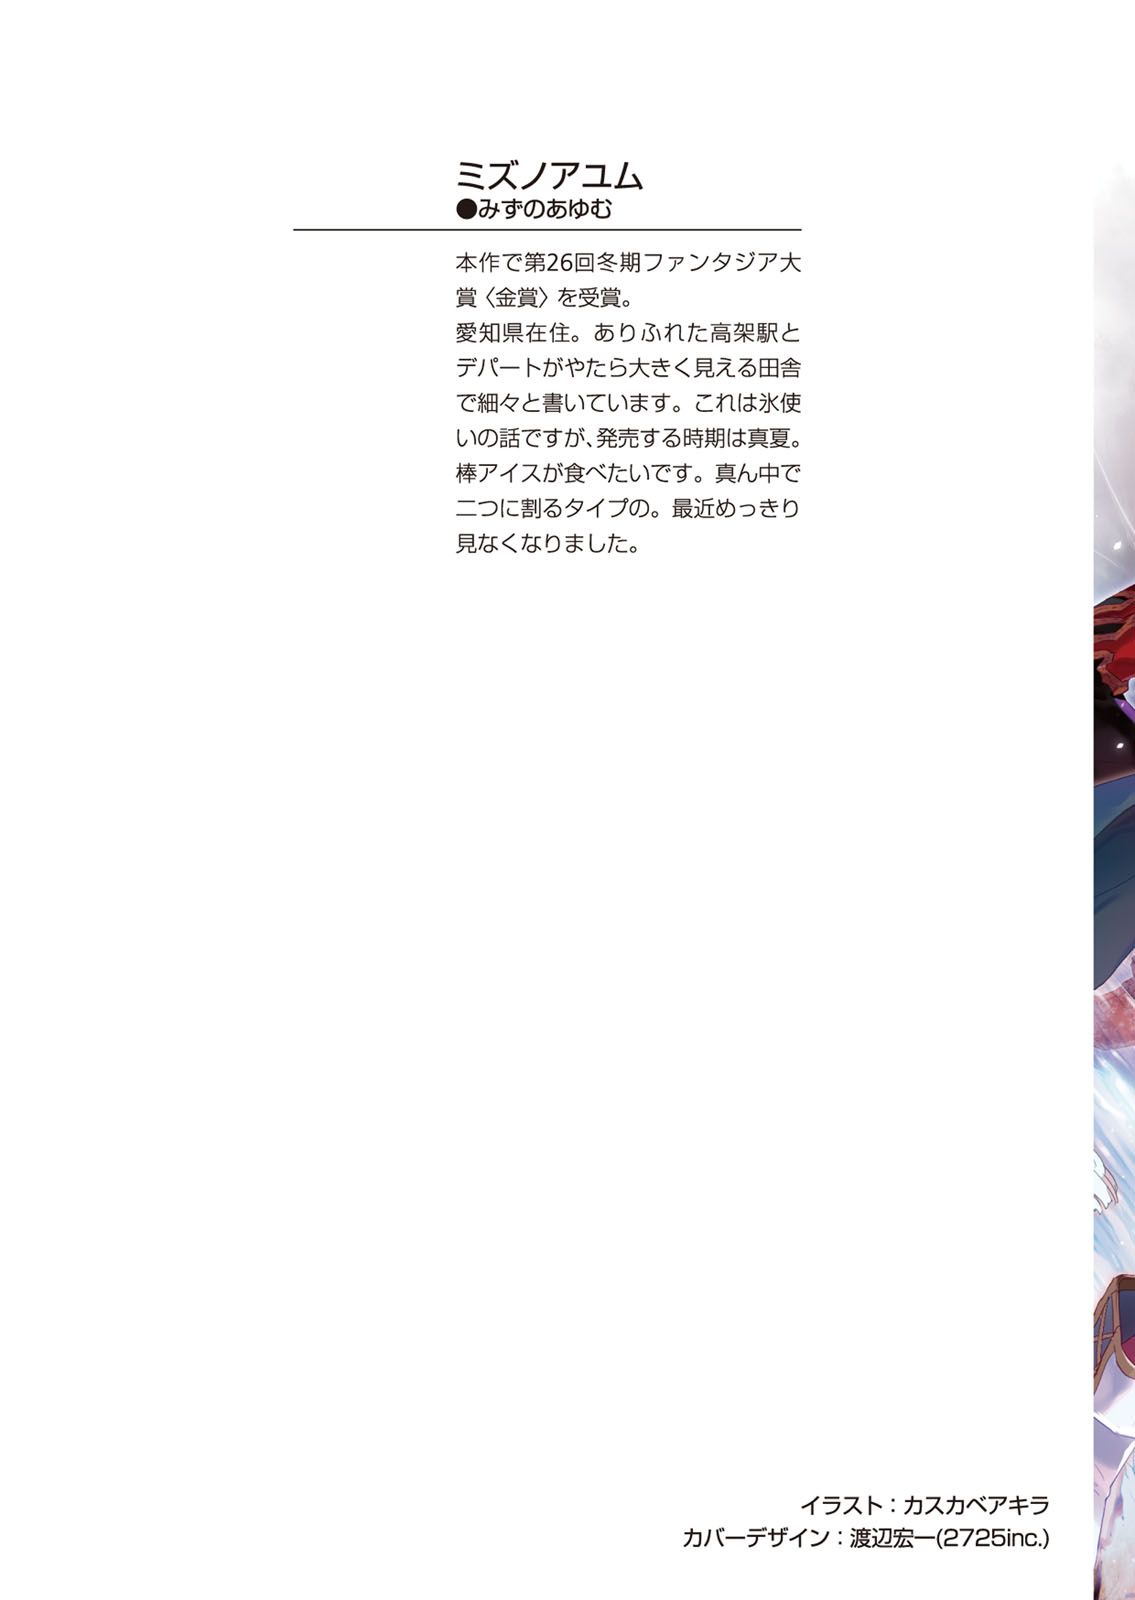 ミズノアユム
●みずのあゆむ
本作で第26回冬期ファンタジア大
賞〈金賞〉を受賞。
愛知県在住。ありふれた高架駅と
デパートがやたら大きく見える田舎
で細々と書いています。これは氷使
いの話ですが、発売する時期は真夏。
棒アイスが食べたいです。真ん中で
二つに割るタイプの。最近めっきり
見なくなりました。
イラスト：カスカベアキラ
カバーデザイン：渡辺宏一(2725inc.)